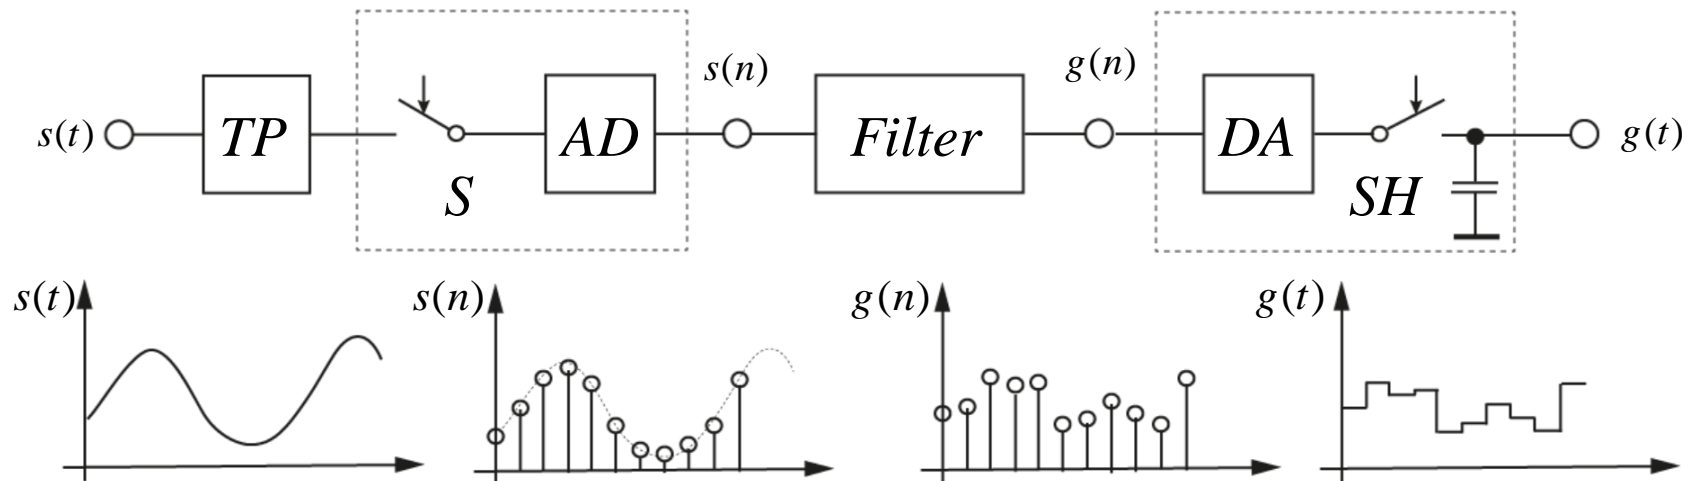 s(t) TP S AD s(n) Filter g(n) DA SH g(t)
s(t) s(n) g(n) g(t)